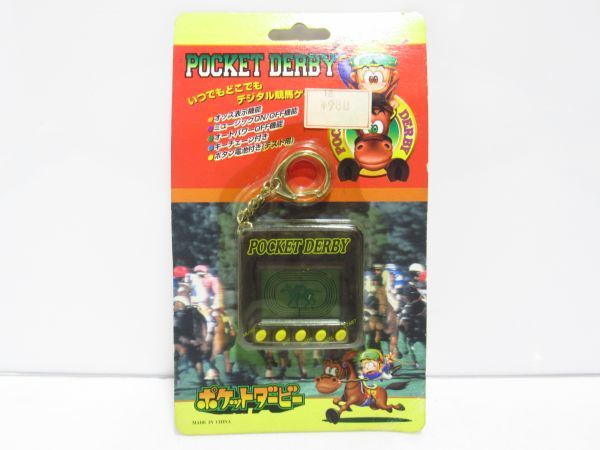 POCKET DERBY
いつでもどこでも
デジタル競馬ゲ
18
¥980
●オッズ表示機能
●ミュージックON/OFF機能
●オートパワーOFF機能
●キーチェーン付き
●ボタン電池付き(テスト用)
DERBY
POCKET DERBY
START
ポケットダービー
MADE IN CHINA